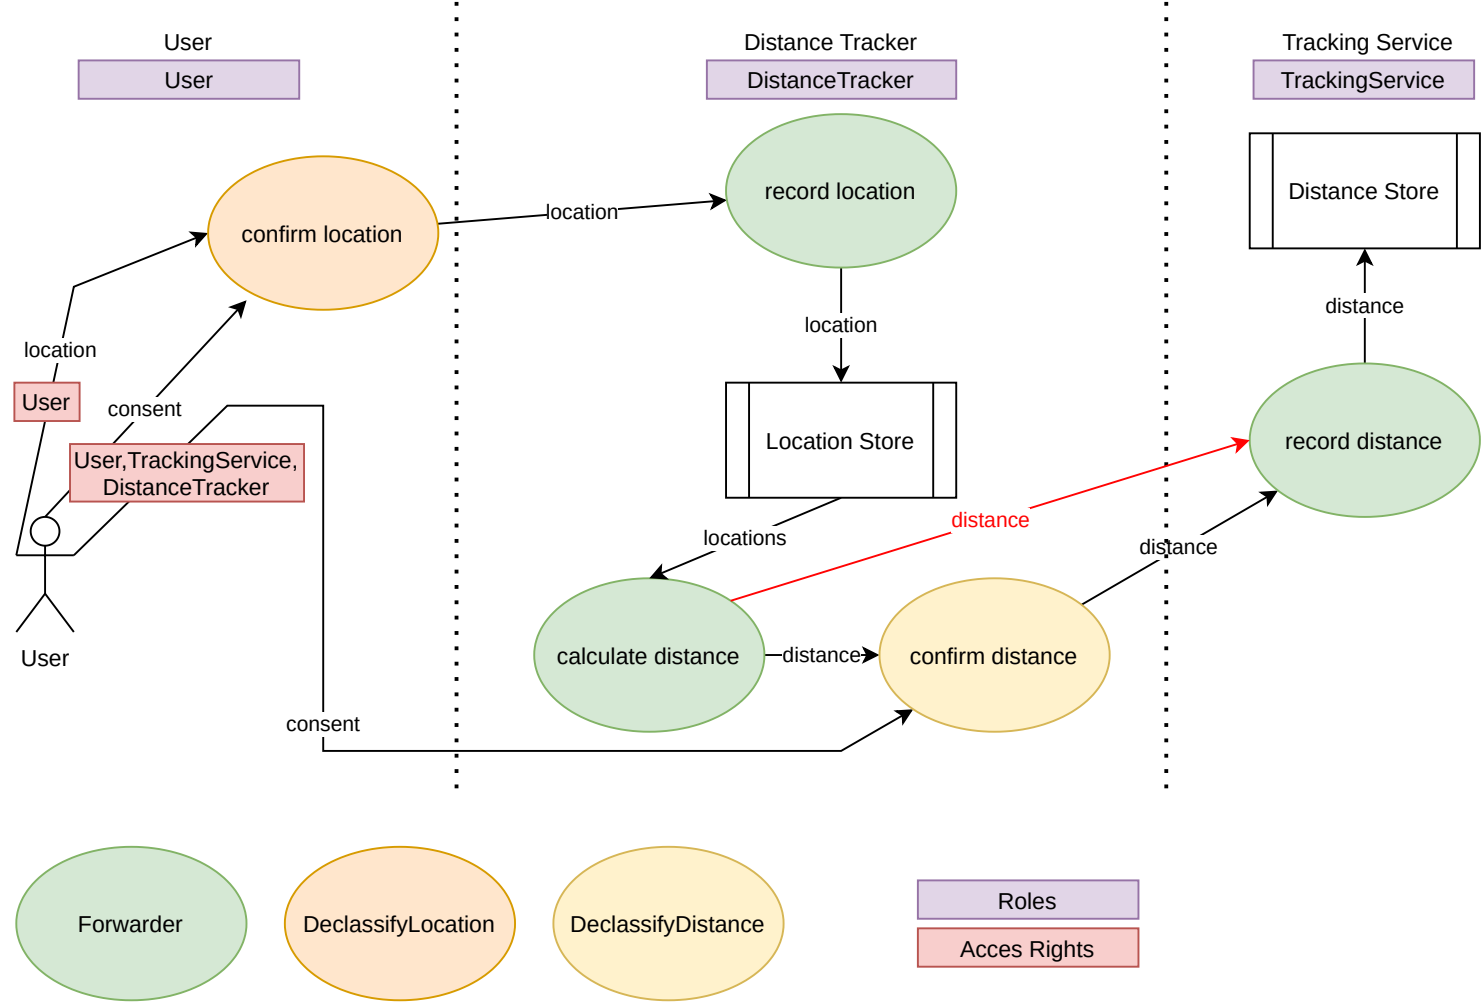 User
User
Distance Tracker
DistanceTracker
Tracking Service
TrackingService
confirm location
location
record location
Distance Store
location
location
distance
User
consent
User,TrackingService,
DistanceTracker
Location Store
record distance
locations
distance
distance
User
calculate distance
distance
confirm distance
consent
Forwarder
DeclassifyLocation
DeclassifyDistance
Roles
Acces Rights